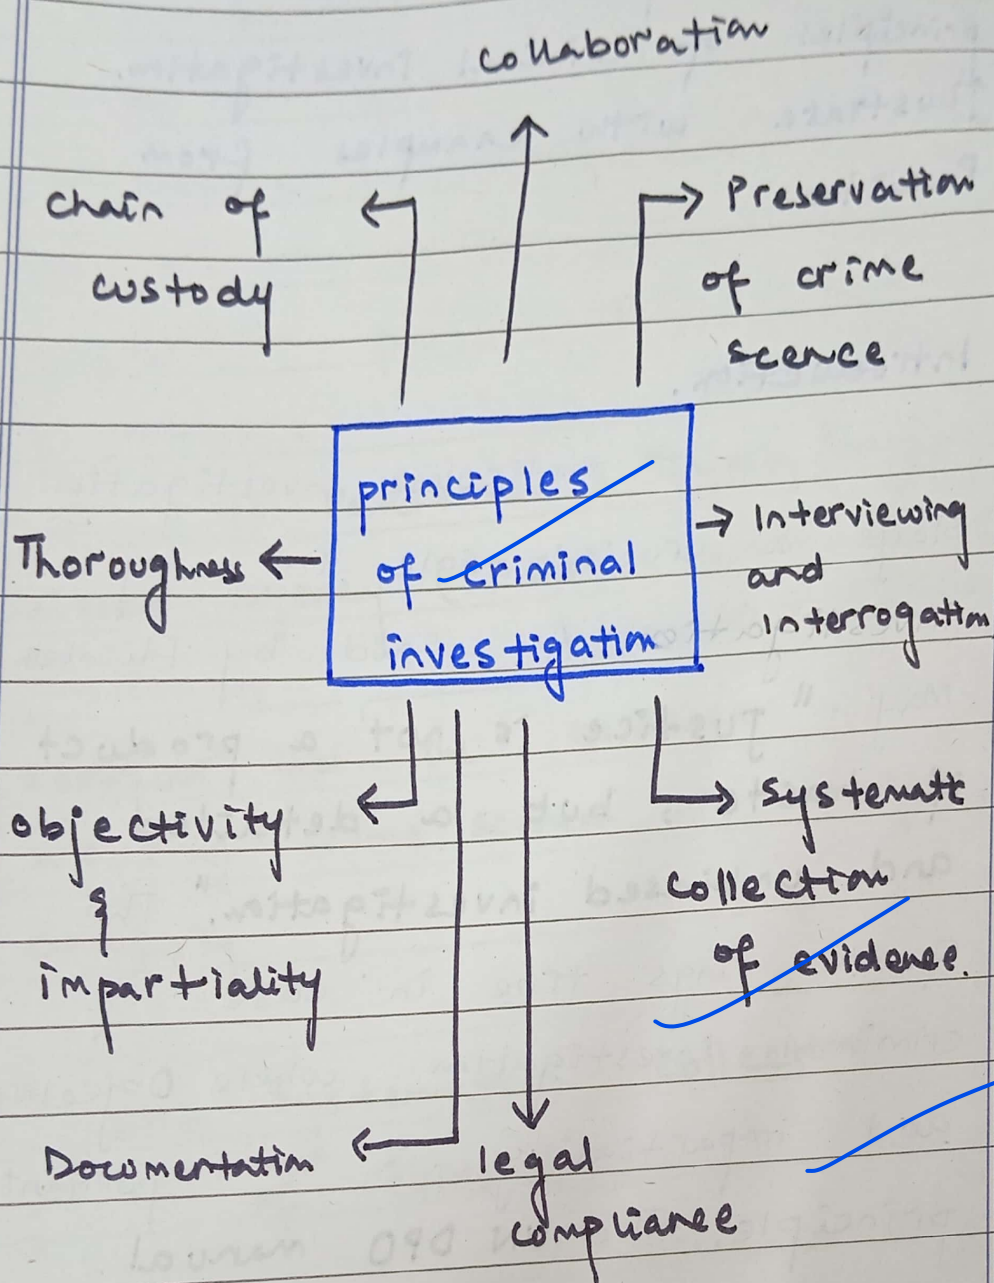 collaboration
chain of
custody
Preservation
of crime
scence
principles
of criminal
investigation
Thoroughness
Interviewing
and
Interrogation
objectivity
&
impartiality
systematic
collection
of evidence.
Documentation
legal
compliance